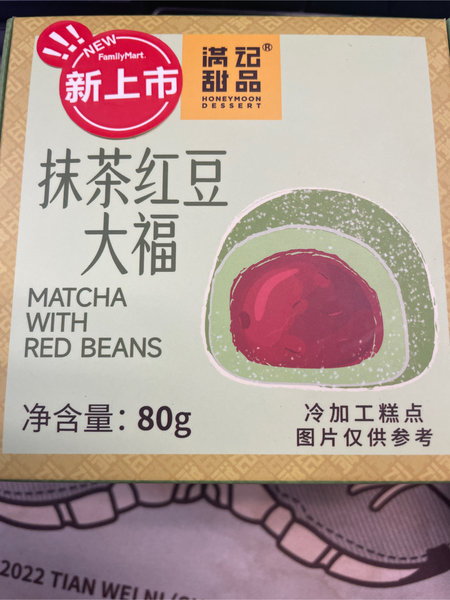 NEW
FamilyMart.
新上市
满记®
甜品
HONEYMOON
DESSERT
抹茶红豆
大福
MATCHA
WITH
RED BEANS
净含量：80g
冷加工糕点
图片仅供参考
2022 TIAN WEI NI